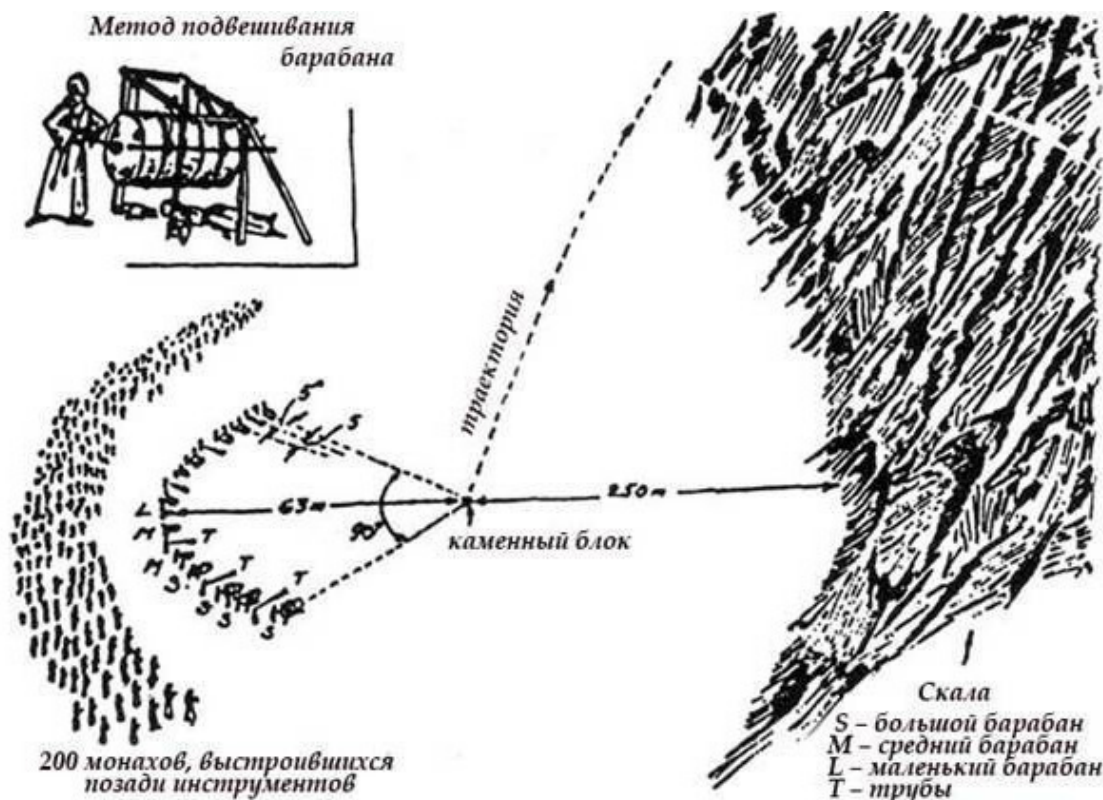 Метод подвешивания
барабана
траектория
S
S
T
L
63 m
250 m
M
90°
каменный блок
T
M
S
T
S
S
T
S
Скала
S – большой барабан
M – средний барабан
L – маленький барабан
T – трубы
200 монахов, выстроившихся
позади инструментов